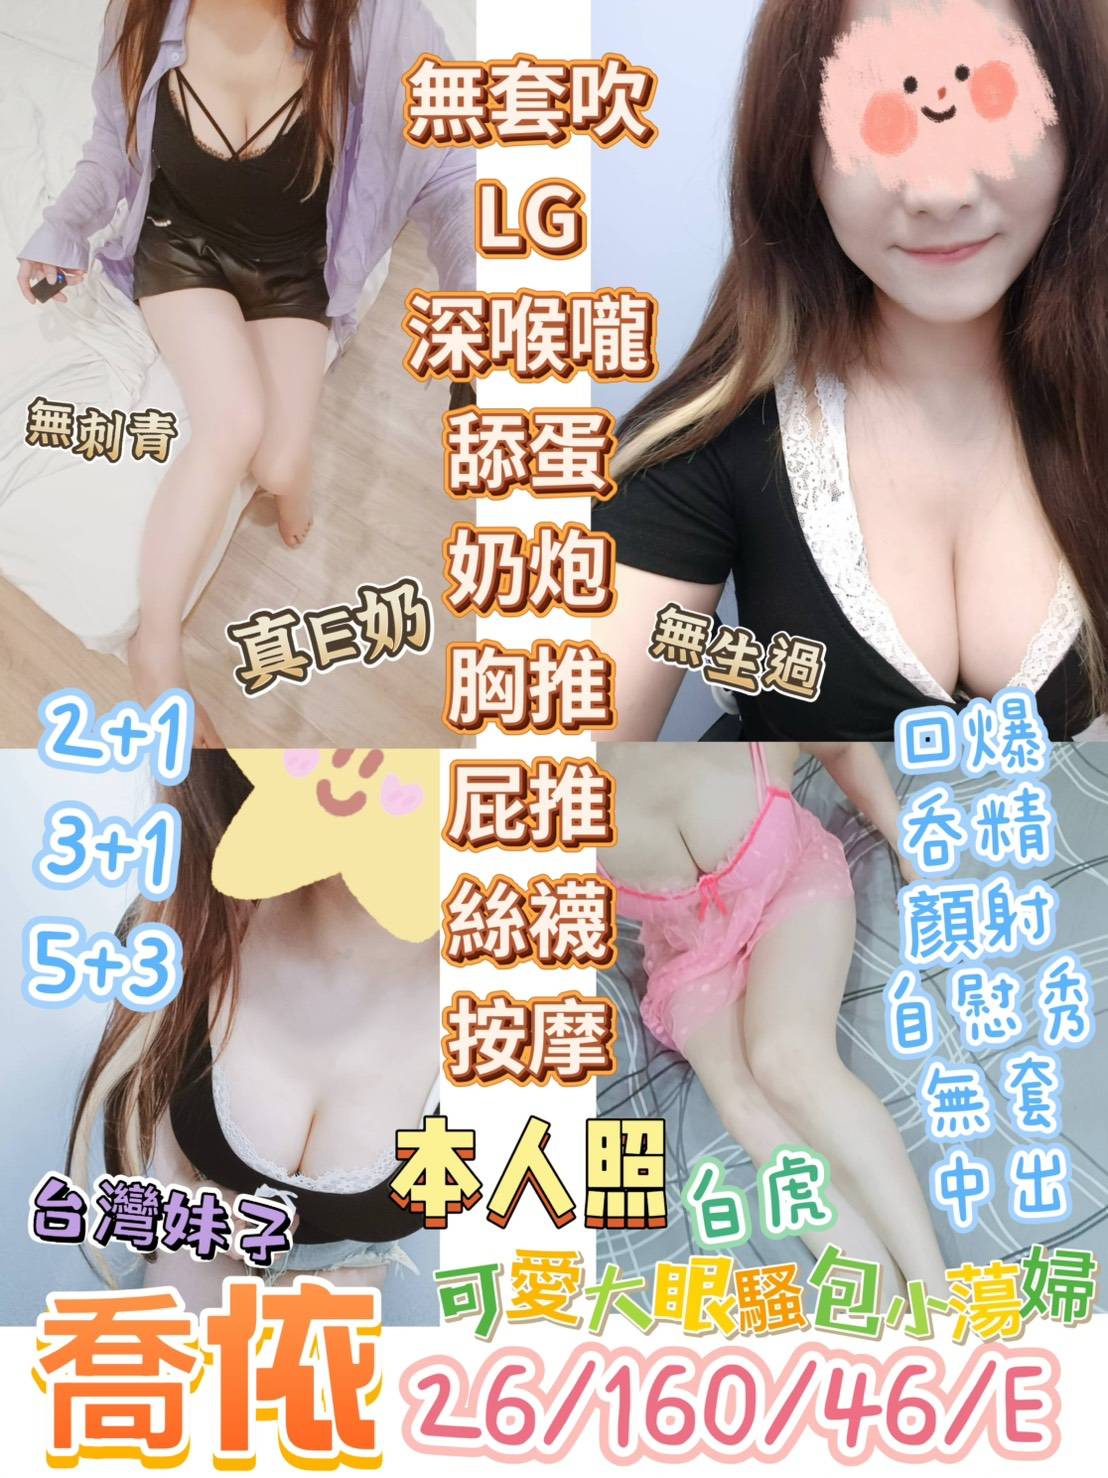 無套吹
LG
深喉嚨
舔蛋
奶炮
胸推
屁推
絲襪
按摩
無刺青
真E奶
無生過
2+1
3+1
5+3
口爆
吞精
顏射
自慰秀
無套
中出
本人照
白虎
台灣妹子
可愛大眼騷包小蕩婦
喬依
26/160/46/E